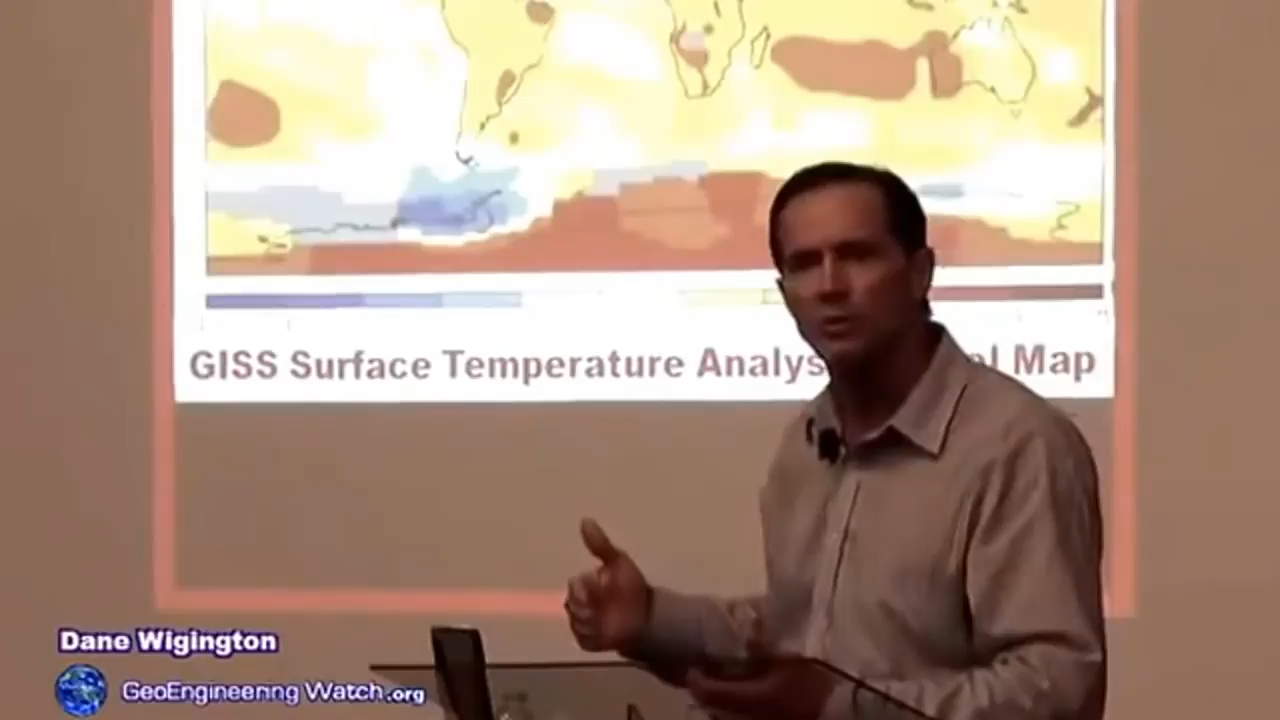 GISS Surface Temperature Analys
Map
Dane Wigington
GeoEngineering Watch.org